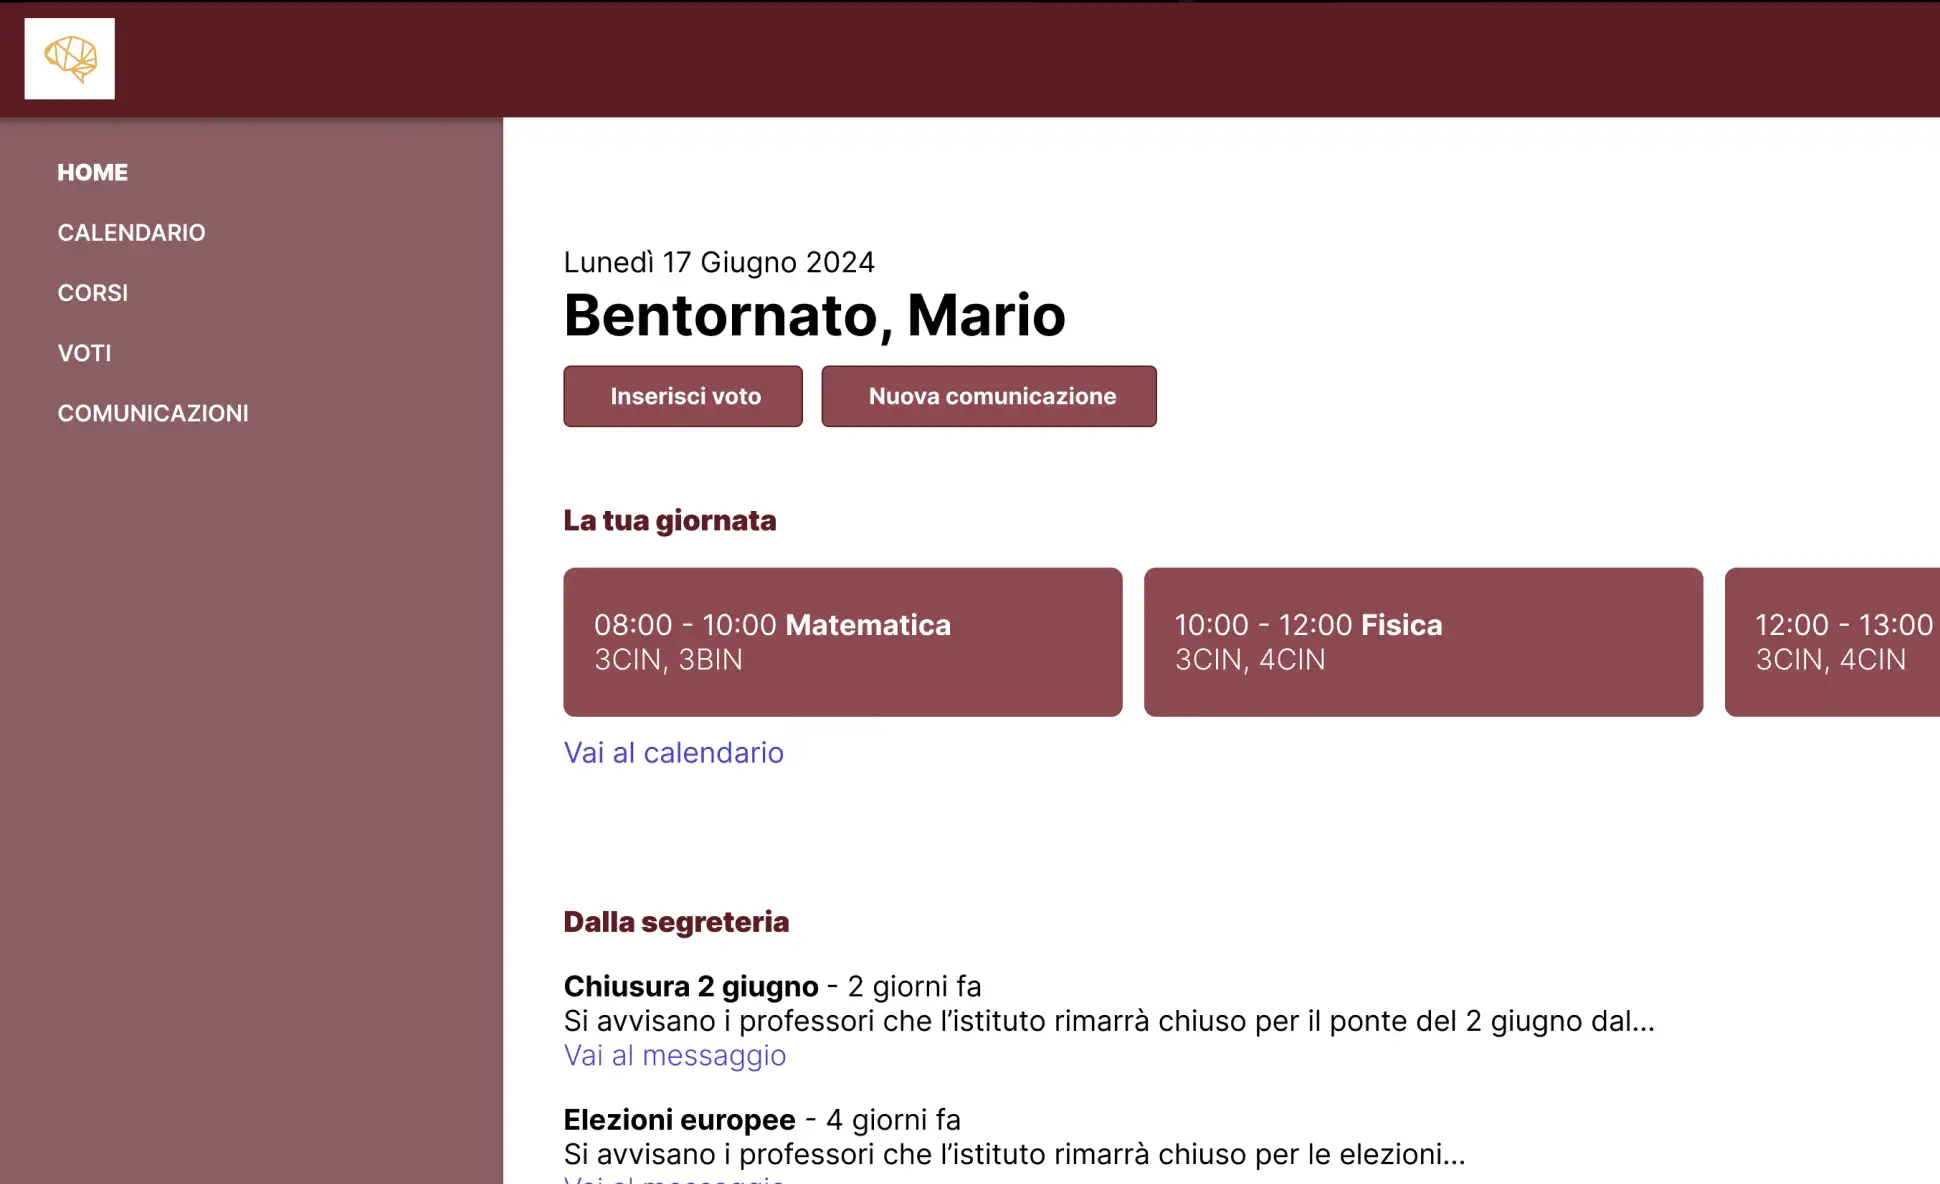 HOME
CALENDARIO
CORSI
VOTI
COMUNICAZIONI
Lunedì 17 Giugno 2024
Bentornato, Mario
Inserisci voto
Nuova comunicazione
La tua giornata
08:00 - 10:00 Matematica
3CIN, 3BIN
10:00 - 12:00 Fisica
3CIN, 4CIN
12:00 - 13:00
3CIN, 4CIN
Vai al calendario
Dalla segreteria
Chiusura 2 giugno - 2 giorni fa
Si avvisano i professori che l’istituto rimarrà chiuso per il ponte del 2 giugno dal...
Vai al messaggio
Elezioni europee - 4 giorni fa
Si avvisano i professori che l’istituto rimarrà chiuso per le elezioni...
Vai al messaggio